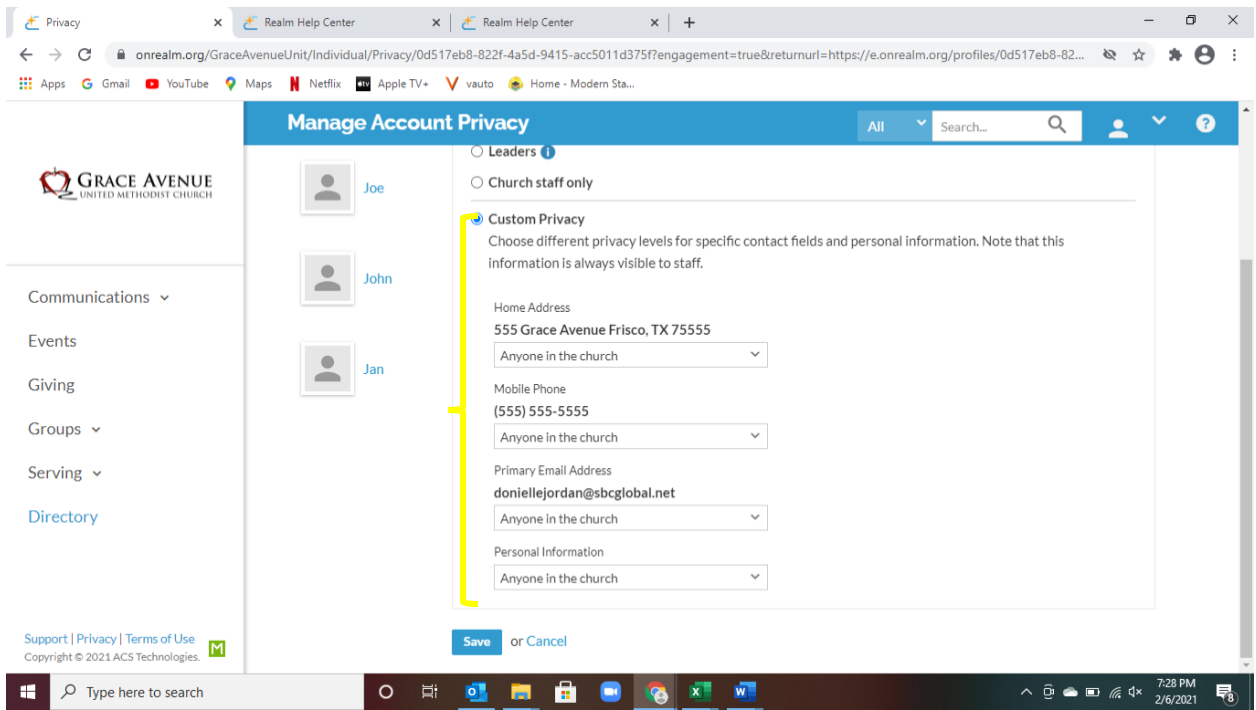 Privacy
Realm Help Center
Realm Help Center
onrealm.org/GraceAvenueUnit/Individual/Privacy/0d517eb8-822f-4a5d-9415-acc5011d375f?engagement=true&returnurl=https://e.onrealm.org/profiles/0d517eb8-82...
Apps G Gmail YouTube Maps Netflix Apple TV+ vauto Home - Modern Sta...
Manage Account Privacy
All
Search...
GRACE AVENUE
UNITED METHODIST CHURCH
Communications
Events
Giving
Groups
Serving
Directory
Support | Privacy | Terms of Use
Copyright © 2021 ACS Technologies.
Joe
John
Jan
Leaders
Church staff only
Custom Privacy
Choose different privacy levels for specific contact fields and personal information. Note that this
information is always visible to staff.
Home Address
555 Grace Avenue Frisco, TX 75555
Anyone in the church
Mobile Phone
(555) 555-5555
Anyone in the church
Primary Email Address
doniellejordan@sbcglobal.net
Anyone in the church
Personal Information
Anyone in the church
Save or Cancel
Type here to search
7:28 PM
2/6/2021
8